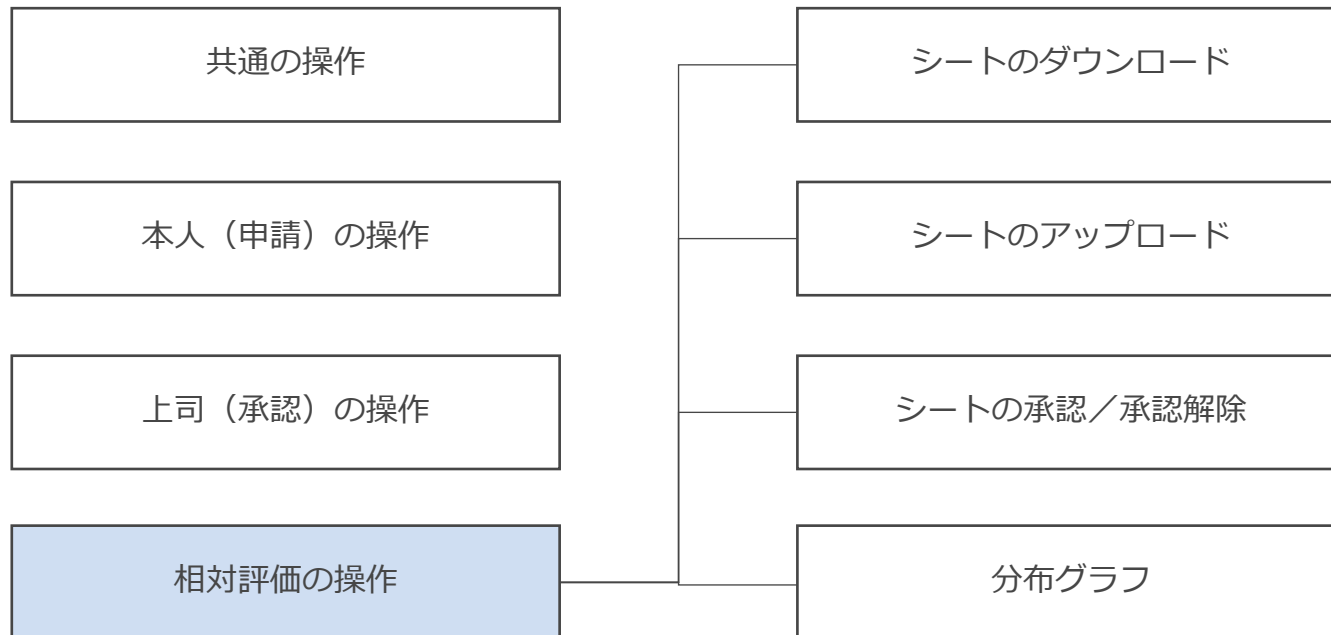 共通の操作
本人（申請）の操作
上司（承認）の操作
相対評価の操作
シートのダウンロード
シートのアップロード
シートの承認／承認解除
分布グラフ